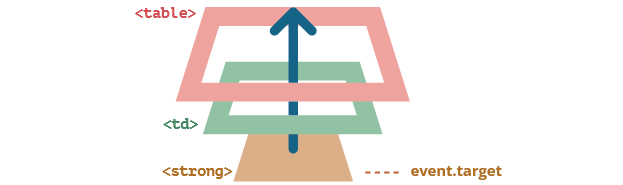 <table>
<td>
<strong> ---- event.target